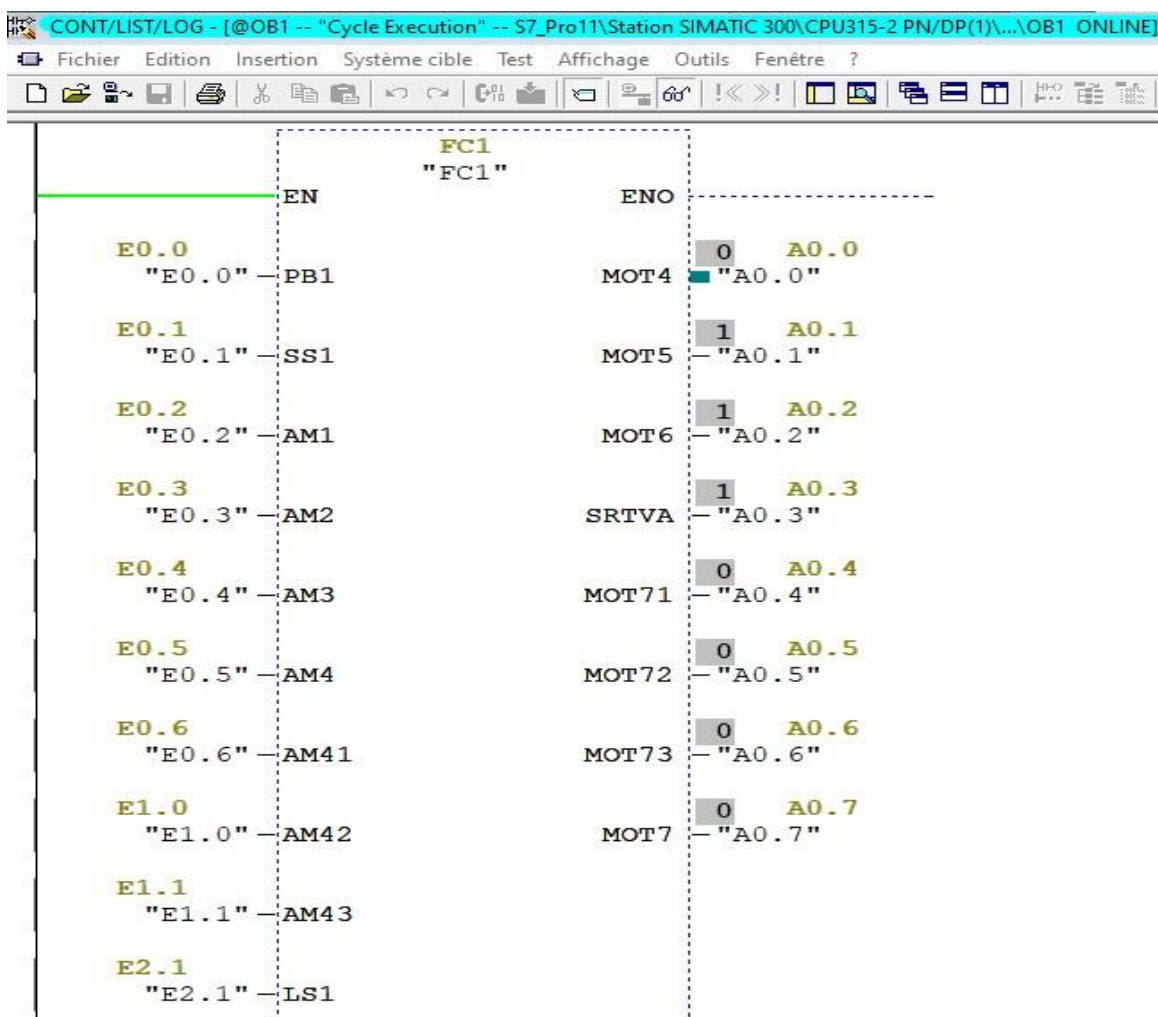 CONT/LIST/LOG - [@OB1 -- "Cycle Execution" -- S7_Pro11\Station SIMATIC 300\CPU315-2 PN/DP(1)\...\OB1 ONLINE]
Fichier Edition Insertion Système cible Test Affichage Outils Fenêtre ?
FC1
"FC1"
EN ENO
E0.0 0 A0.0
"E0.0" PB1 MOT4 "A0.0"
E0.1 1 A0.1
"E0.1" SS1 MOT5 "A0.1"
E0.2 1 A0.2
"E0.2" AM1 MOT6 "A0.2"
E0.3 1 A0.3
"E0.3" AM2 SRTVA "A0.3"
E0.4 0 A0.4
"E0.4" AM3 MOT71 "A0.4"
E0.5 0 A0.5
"E0.5" AM4 MOT72 "A0.5"
E0.6 0 A0.6
"E0.6" AM41 MOT73 "A0.6"
E1.0 0 A0.7
"E1.0" AM42 MOT7 "A0.7"
E1.1
"E1.1" AM43
E2.1
"E2.1" LS1